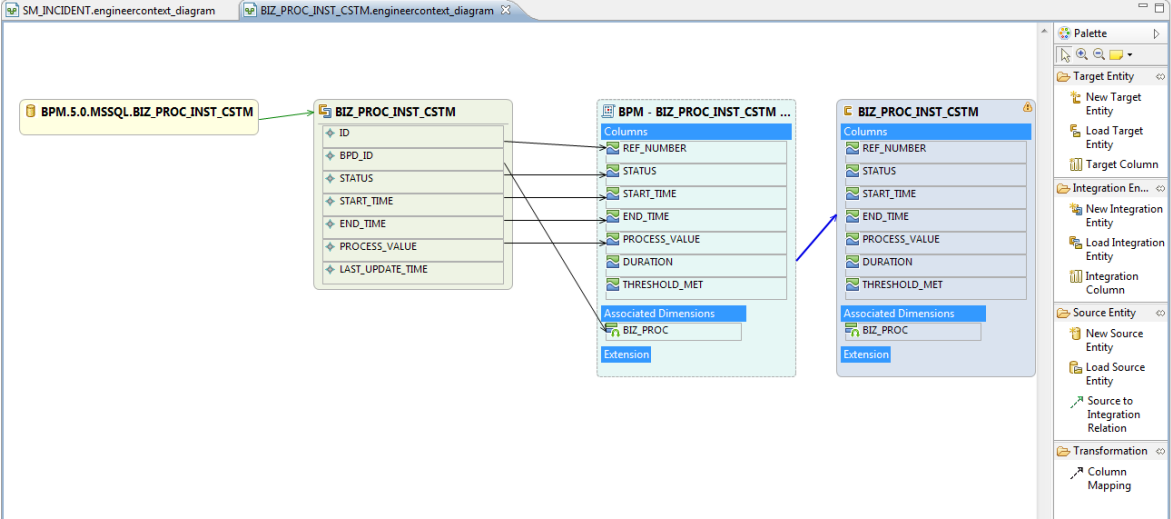 SM_INCIDENT.engineercontext_diagram
BIZ_PROC_INST_CSTM.engineercontext_diagram
BPM.5.0.MSSQL.BIZ_PROC_INST_CSTM
BIZ_PROC_INST_CSTM
ID
BPD_ID
STATUS
START_TIME
END_TIME
PROCESS_VALUE
LAST_UPDATE_TIME
BPM - BIZ_PROC_INST_CSTM ...
Columns
REF_NUMBER
STATUS
START_TIME
END_TIME
PROCESS_VALUE
DURATION
THRESHOLD_MET
Associated Dimensions
BIZ_PROC
Extension
BIZ_PROC_INST_CSTM
Columns
REF_NUMBER
STATUS
START_TIME
END_TIME
PROCESS_VALUE
DURATION
THRESHOLD_MET
Associated Dimensions
BIZ_PROC
Extension
Palette
Target Entity
New Target
Entity
Load Target
Entity
Target Column
Integration En...
New Integration
Entity
Load Integration
Entity
Integration
Column
Source Entity
New Source
Entity
Load Source
Entity
Source to
Integration
Relation
Transformation
Column
Mapping